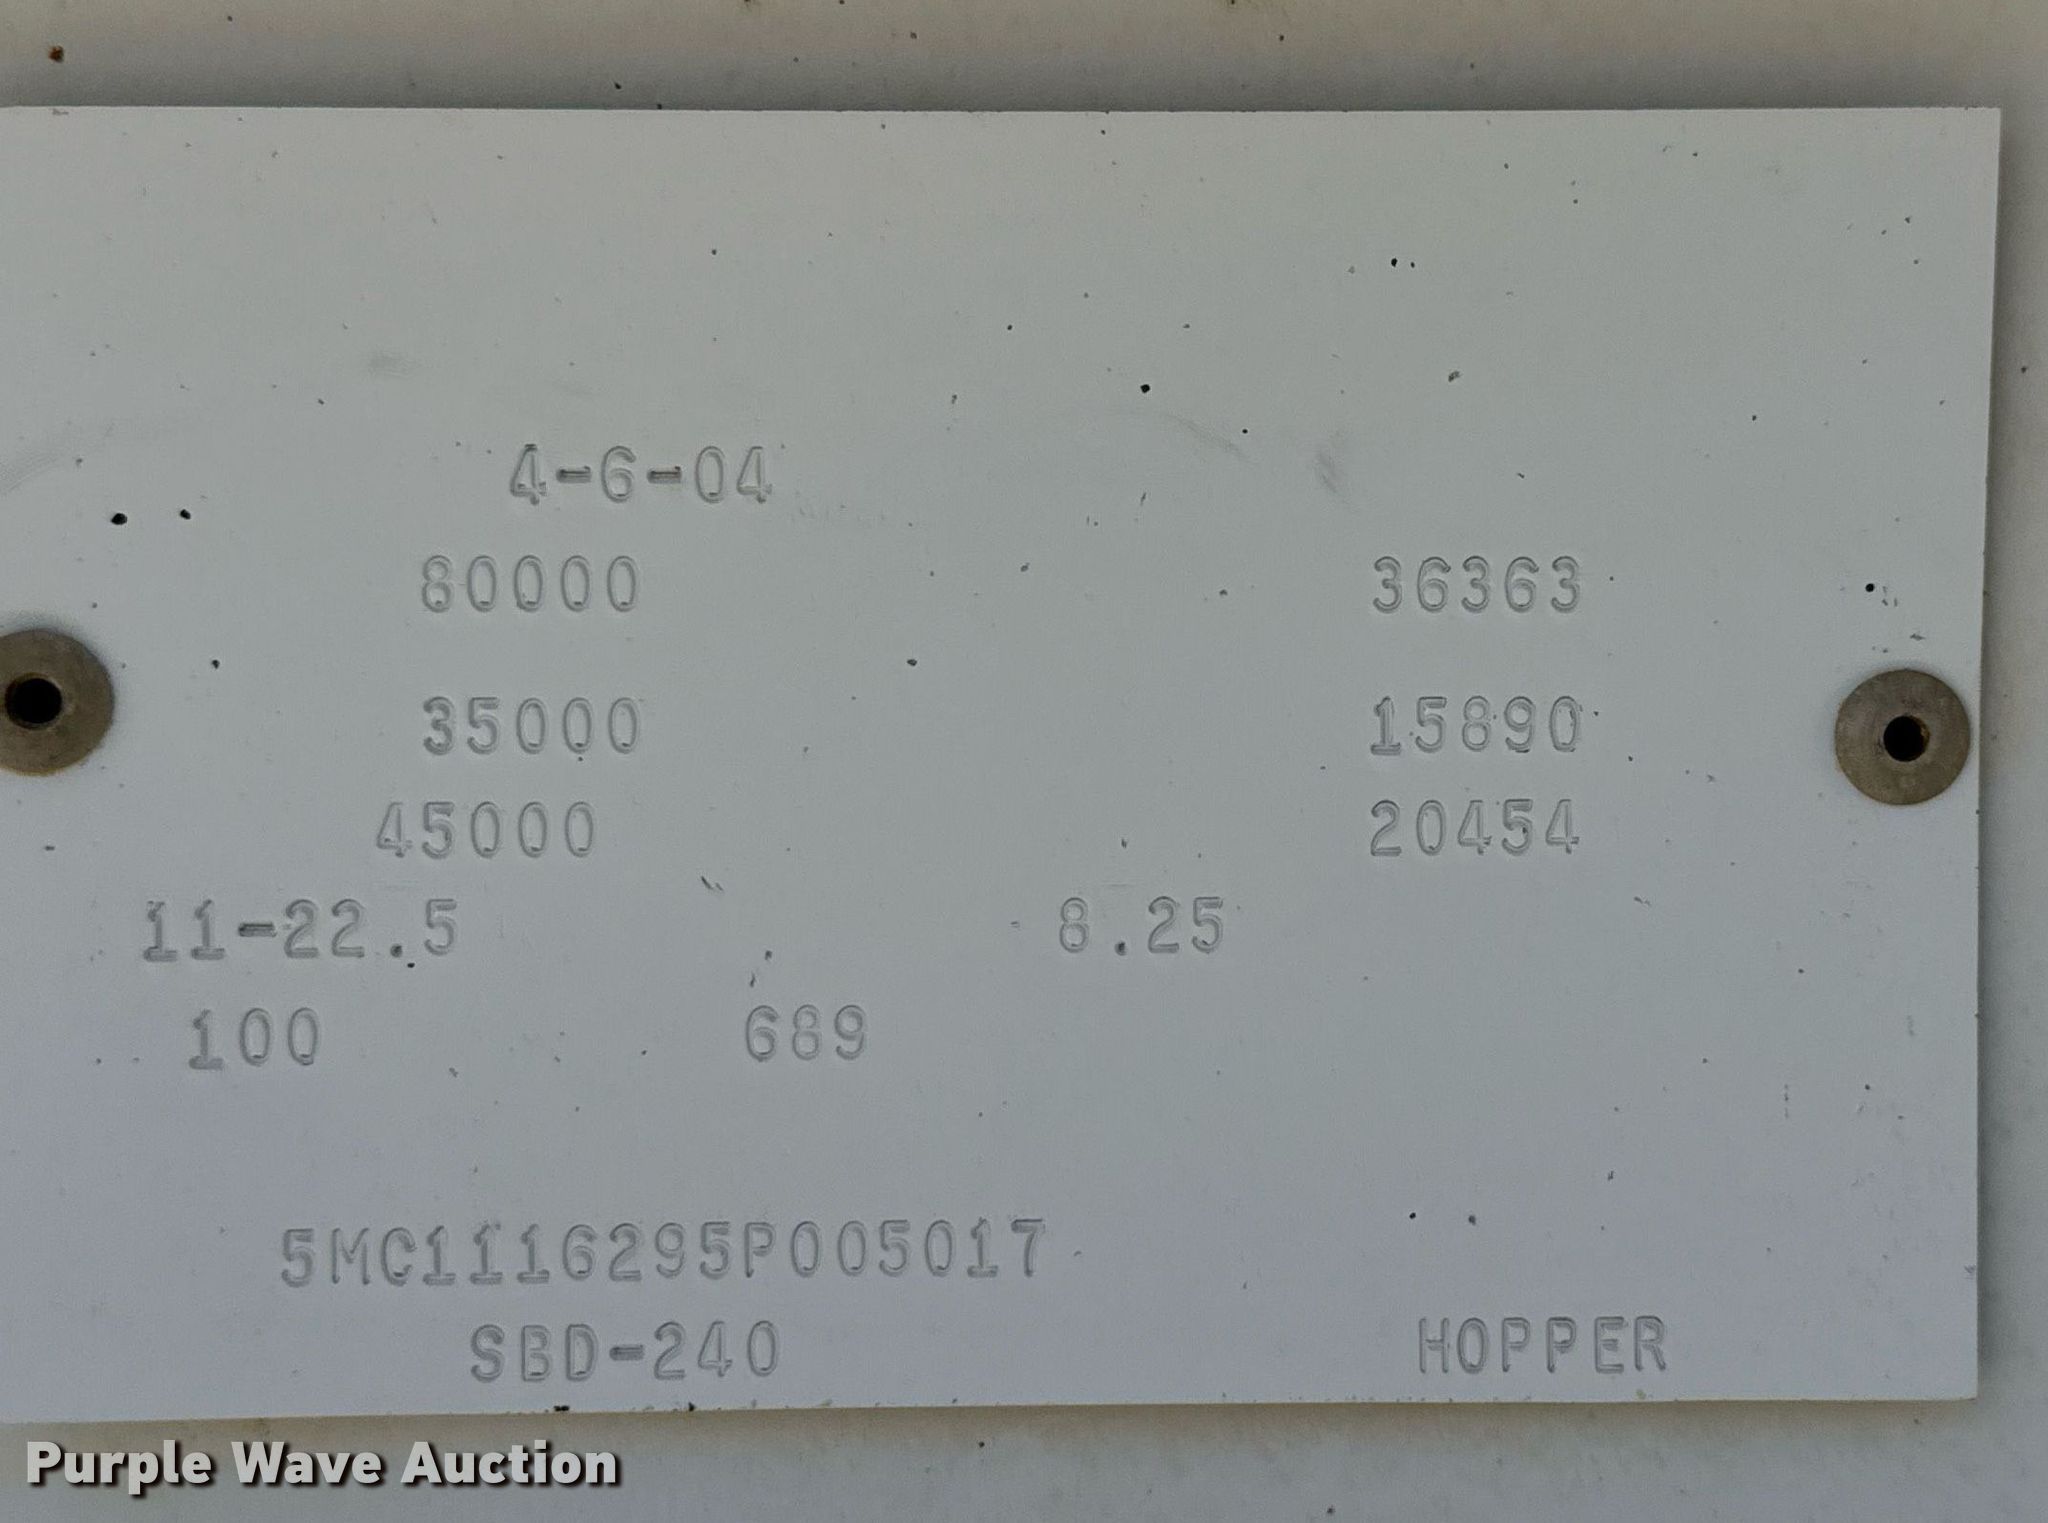 4-6-04
80000 36363
35000 15890
45000 20454
11-22.5 8.25
100 689
5MC1116295P005017
SBD-240 HOPPER
Purple Wave Auction